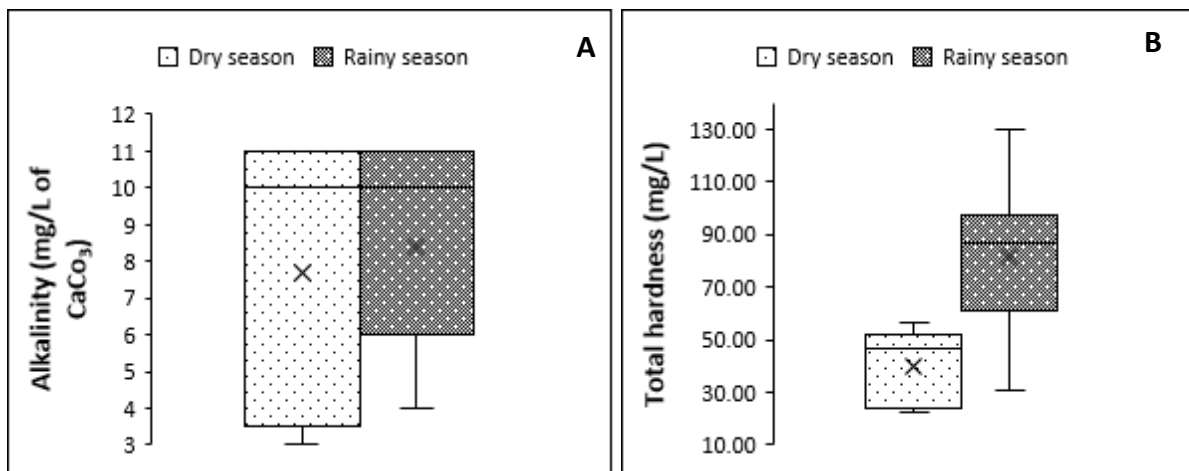 A
Dry season Rainy season
Alkalinity (mg/L of
CaCo₃)
12
11
10
9
8
7
6
5
4
3
B
Dry season Rainy season
Total hardness (mg/L)
130.00
110.00
90.00
70.00
50.00
30.00
10.00